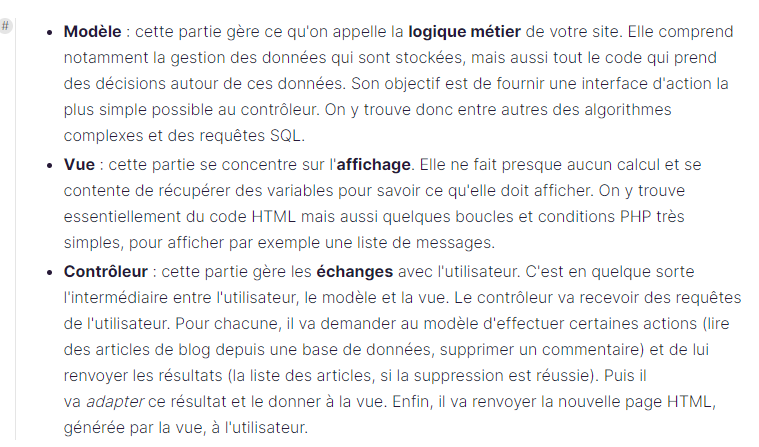 #
• Modèle : cette partie gère ce qu'on appelle la logique métier de votre site. Elle comprend
notamment la gestion des données qui sont stockées, mais aussi tout le code qui prend
des décisions autour de ces données. Son objectif est de fournir une interface d'action la
plus simple possible au contrôleur. On y trouve donc entre autres des algorithmes
complexes et des requêtes SQL.
• Vue : cette partie se concentre sur l'affichage. Elle ne fait presque aucun calcul et se
contente de récupérer des variables pour savoir ce qu'elle doit afficher. On y trouve
essentiellement du code HTML mais aussi quelques boucles et conditions PHP très
simples, pour afficher par exemple une liste de messages.
• Contrôleur : cette partie gère les échanges avec l'utilisateur. C'est en quelque sorte
l'intermédiaire entre l'utilisateur, le modèle et la vue. Le contrôleur va recevoir des requêtes
de l'utilisateur. Pour chacune, il va demander au modèle d'effectuer certaines actions (lire
des articles de blog depuis une base de données, supprimer un commentaire) et de lui
renvoyer les résultats (la liste des articles, si la suppression est réussie). Puis il
va adapter ce résultat et le donner à la vue. Enfin, il va renvoyer la nouvelle page HTML,
générée par la vue, à l'utilisateur.